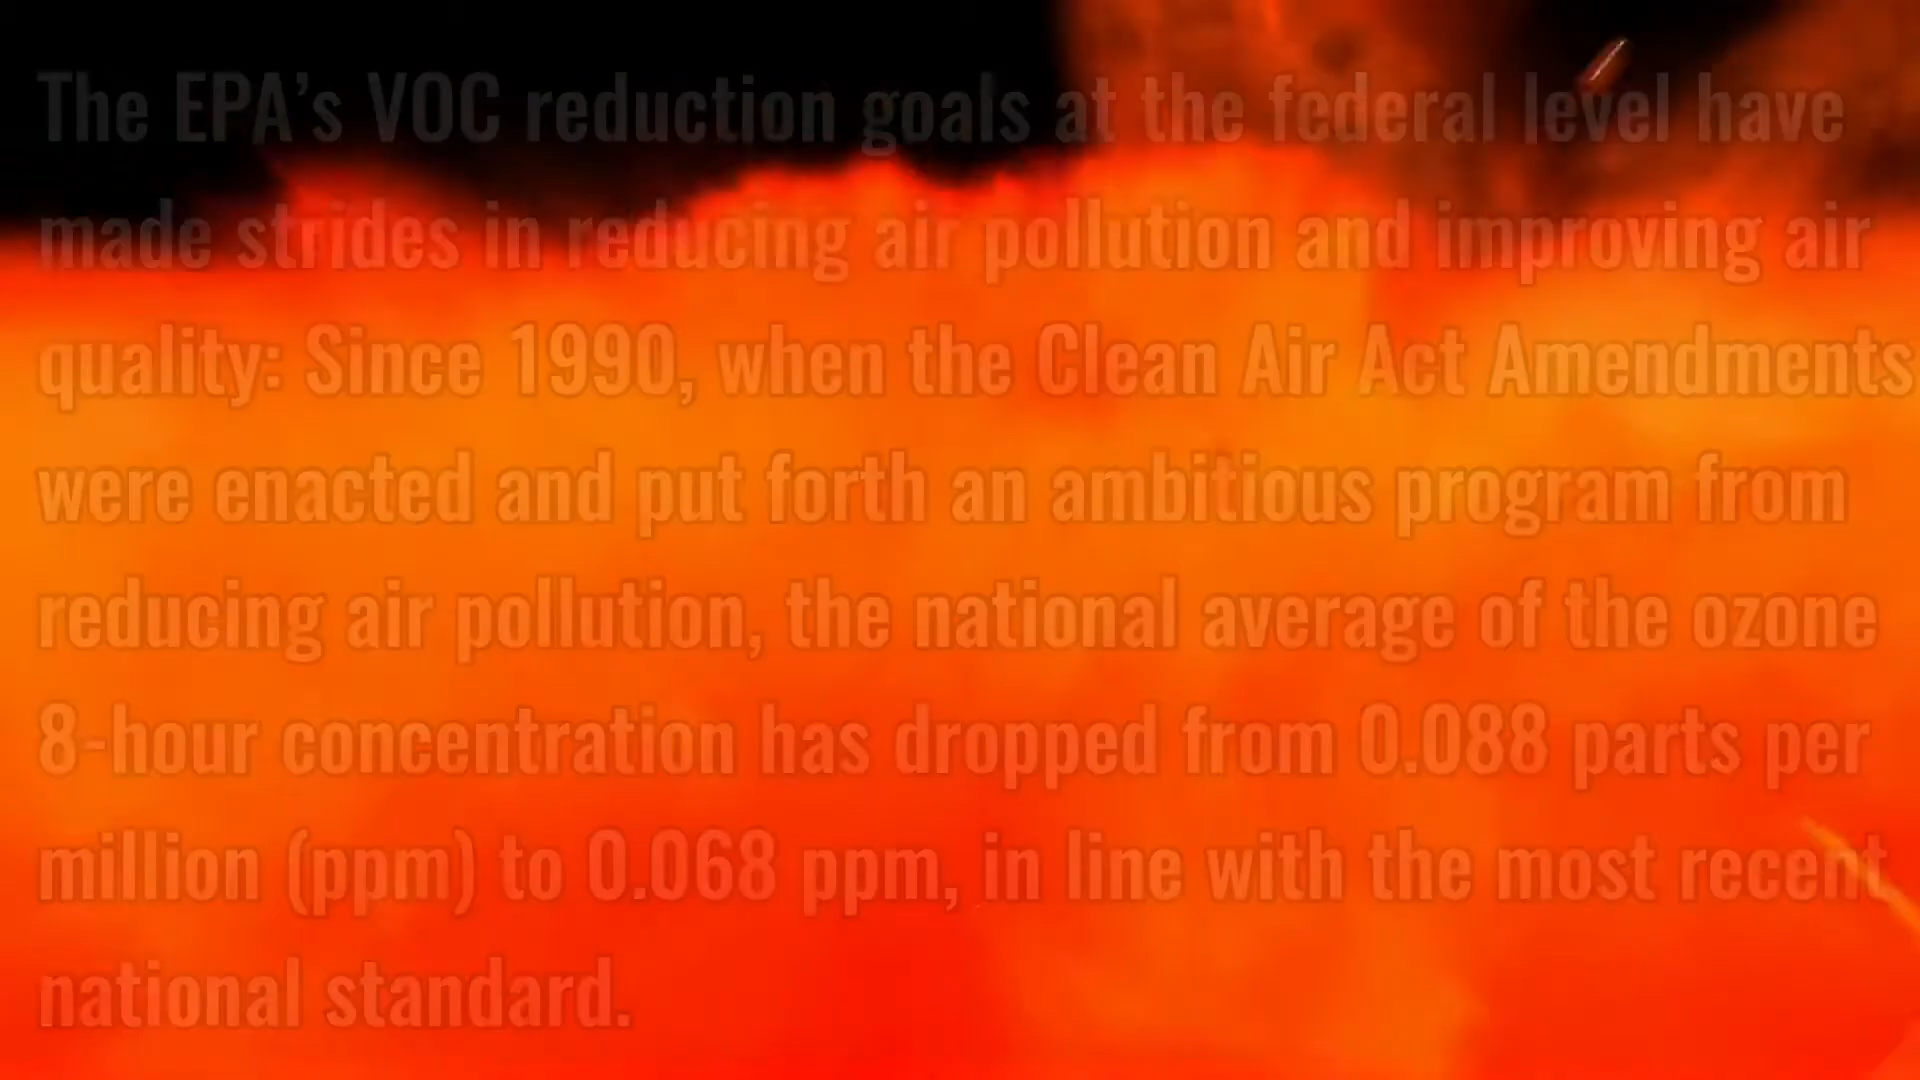 The EPA’s VOC reduction goals at the federal level have
made strides in reducing air pollution and improving air
quality: Since 1990, when the Clean Air Act Amendments
were enacted and put forth an ambitious program from
reducing air pollution, the national average of the ozone
8-hour concentration has dropped from 0.088 parts per
million (ppm) to 0.068 ppm, in line with the most recent
national standard.